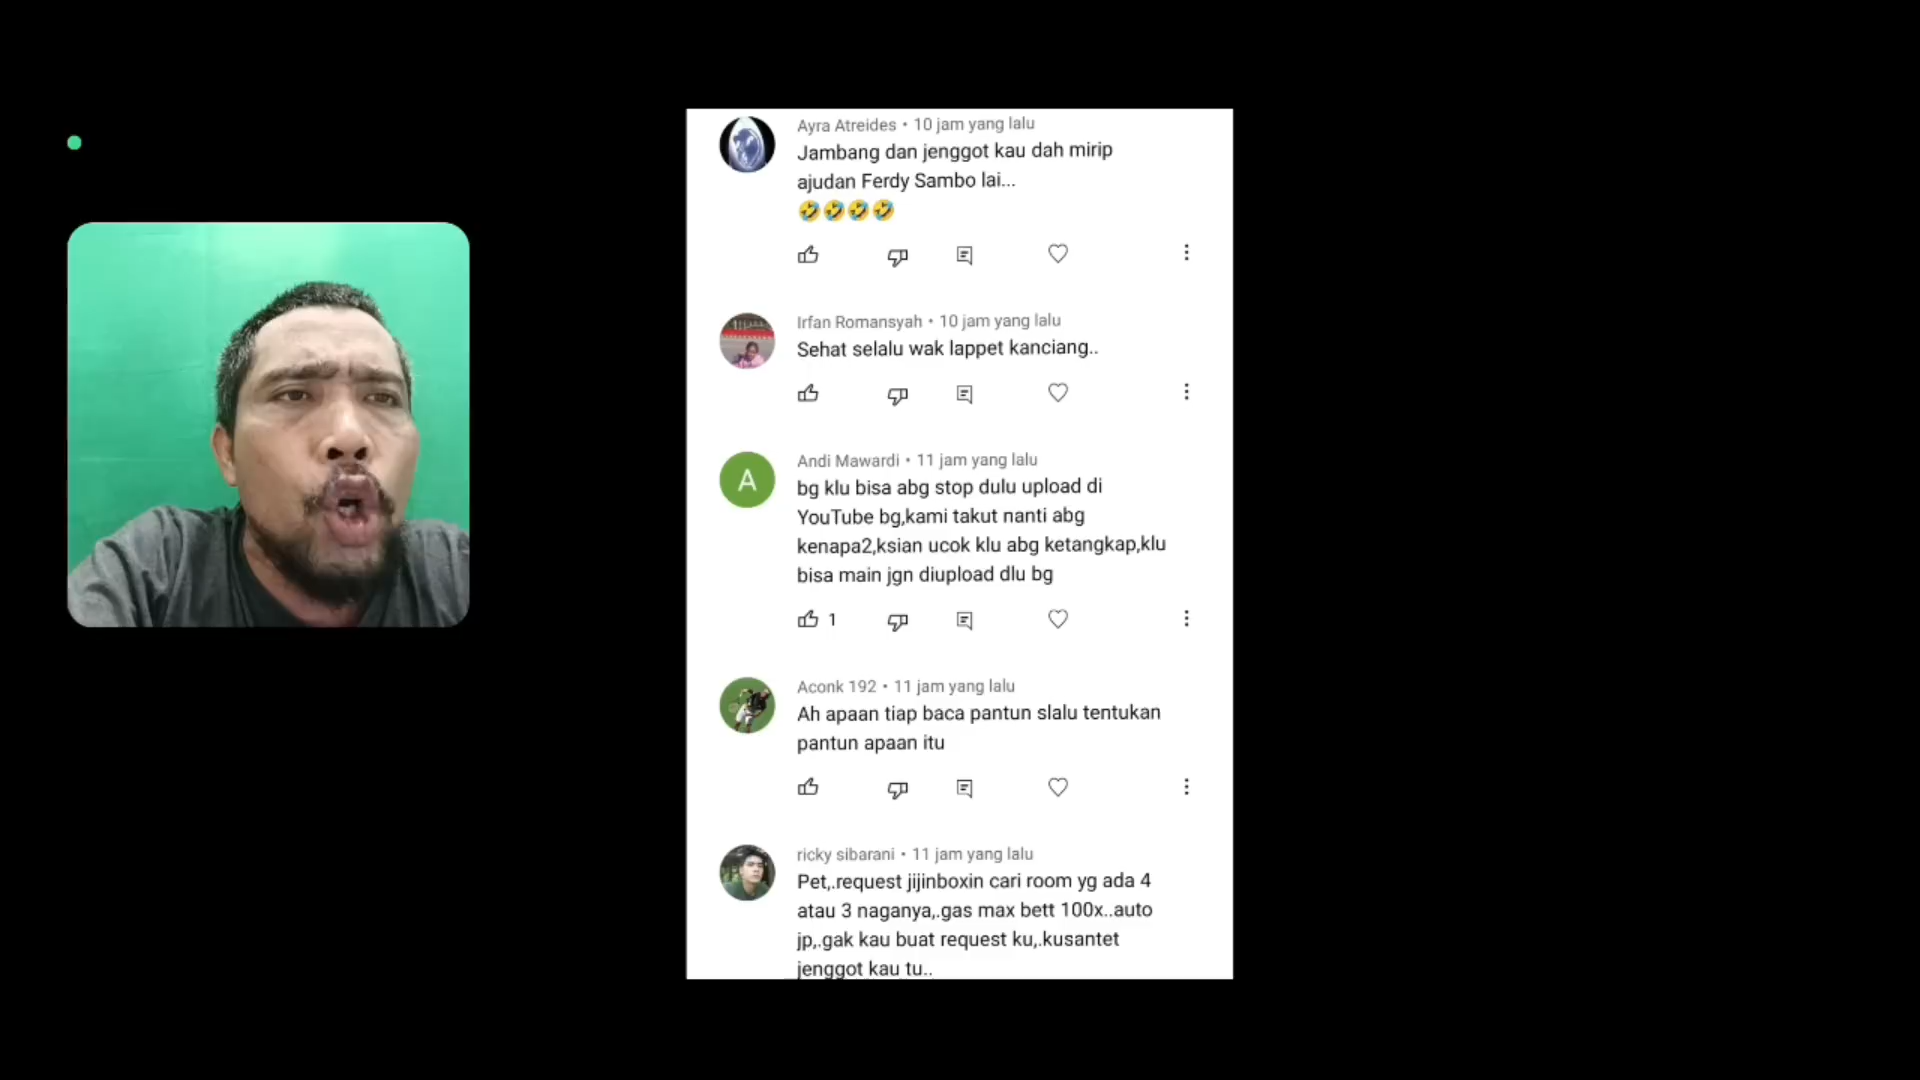 Ayra Atreides • 10 jam yang lalu
Jambang dan jenggot kau dah mirip
ajudan Ferdy Sambo lai...
🤣🤣🤣🤣
Irfan Romansyah • 10 jam yang lalu
Sehat selalu wak lappet kanciang..
A
Andi Mawardi • 11 jam yang lalu
bg klu bisa abg stop dulu upload di
YouTube bg,kami takut nanti abg
kenapa2,ksian ucok klu abg ketangkap,klu
bisa main jgn diupload dlu bg
1
Aconk 192 • 11 jam yang lalu
Ah apaan tiap baca pantun slalu tentukan
pantun apaan itu
ricky sibarani • 11 jam yang lalu
Pet,.request jijinboxin cari room yg ada 4
atau 3 naganya,.gas max bett 100x..auto
jp,.gak kau buat request ku,.kusantet
jenggot kau tu..